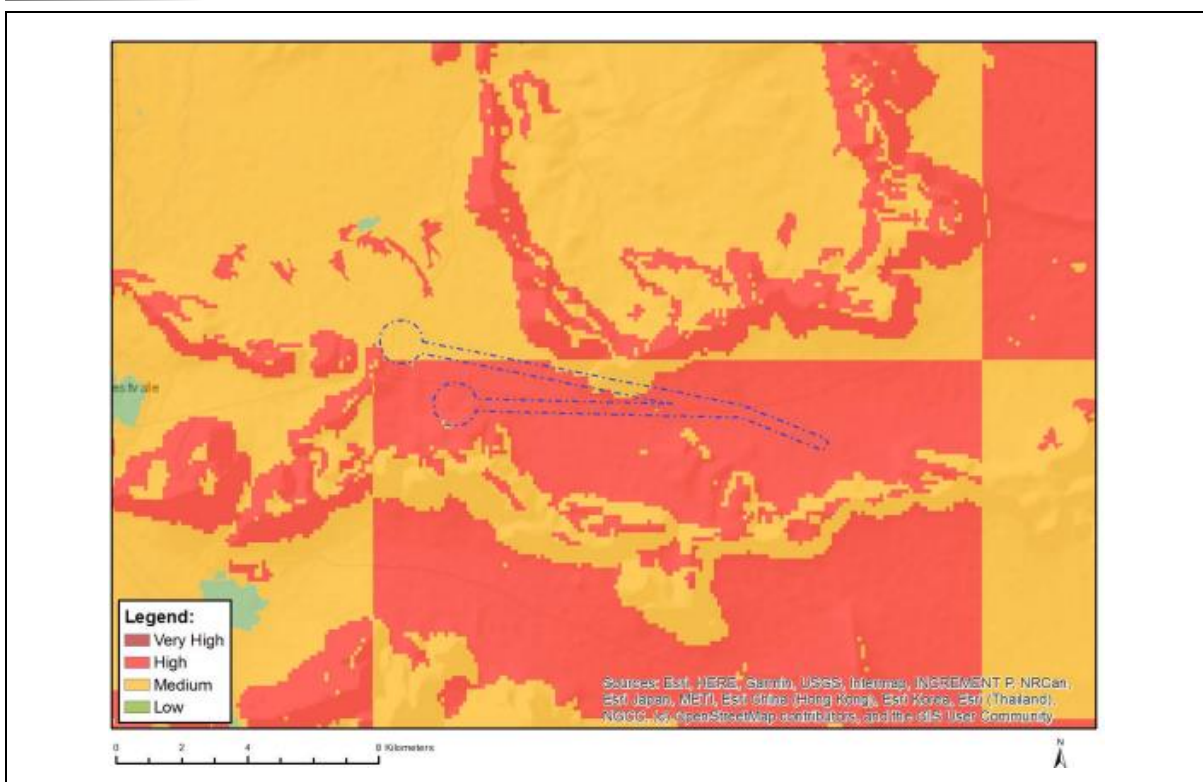 estvale
Legend:
Very High
High
Medium
Low
Sources: Esri, HERE, Garmin, USGS, Intermap, INCREMENT P, NRCan,
Esri Japan, METI, Esri China (Hong Kong), Esri Korea, Esri (Thailand),
NGCC, (c) OpenStreetMap contributors, and the GIS User Community
0 2 4 8 Kilometers
N